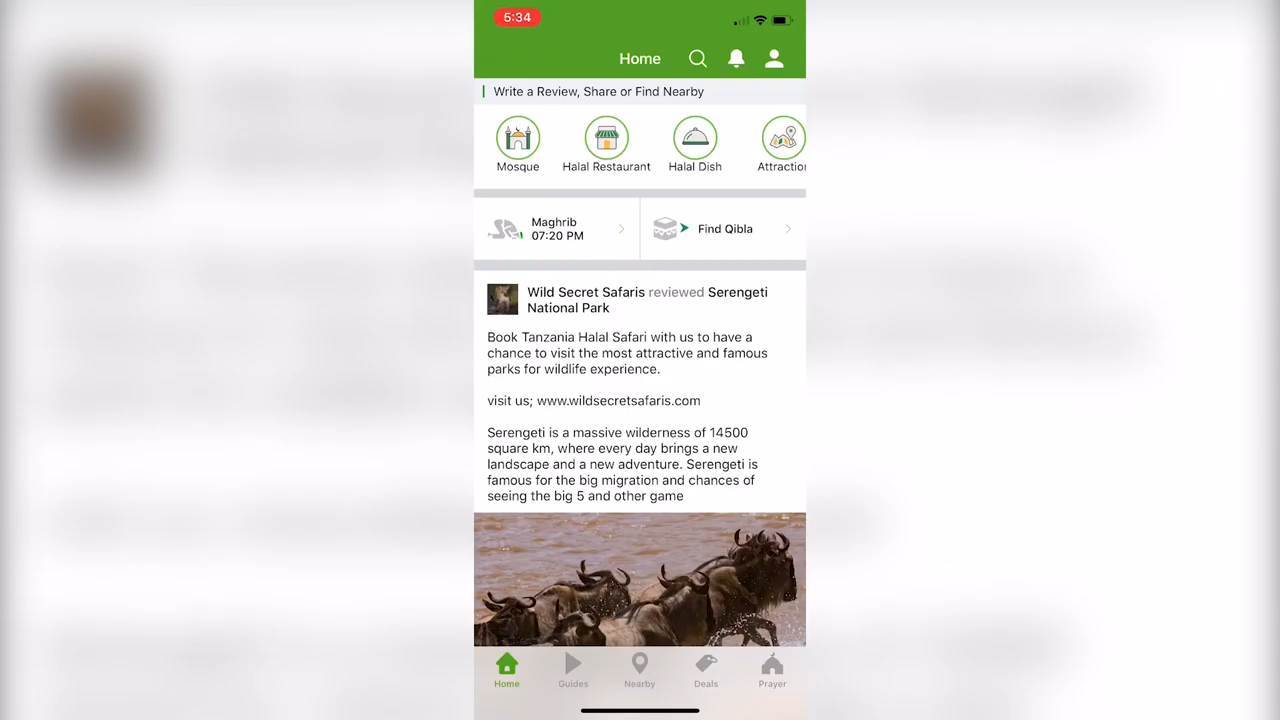 5:34
Home
Write a Review, Share or Find Nearby
Mosque
Halal Restaurant
Halal Dish
Attraction
Maghrib
07:20 PM
Find Qibla
Wild Secret Safaris reviewed Serengeti
National Park
Book Tanzania Halal Safari with us to have a
chance to visit the most attractive and famous
parks for wildlife experience.
visit us; www.wildsecretsafaris.com
Serengeti is a massive wilderness of 14500
square km, where every day brings a new
landscape and a new adventure. Serengeti is
famous for the big migration and chances of
seeing the big 5 and other game
Home
Guides
Nearby
Deals
Prayer